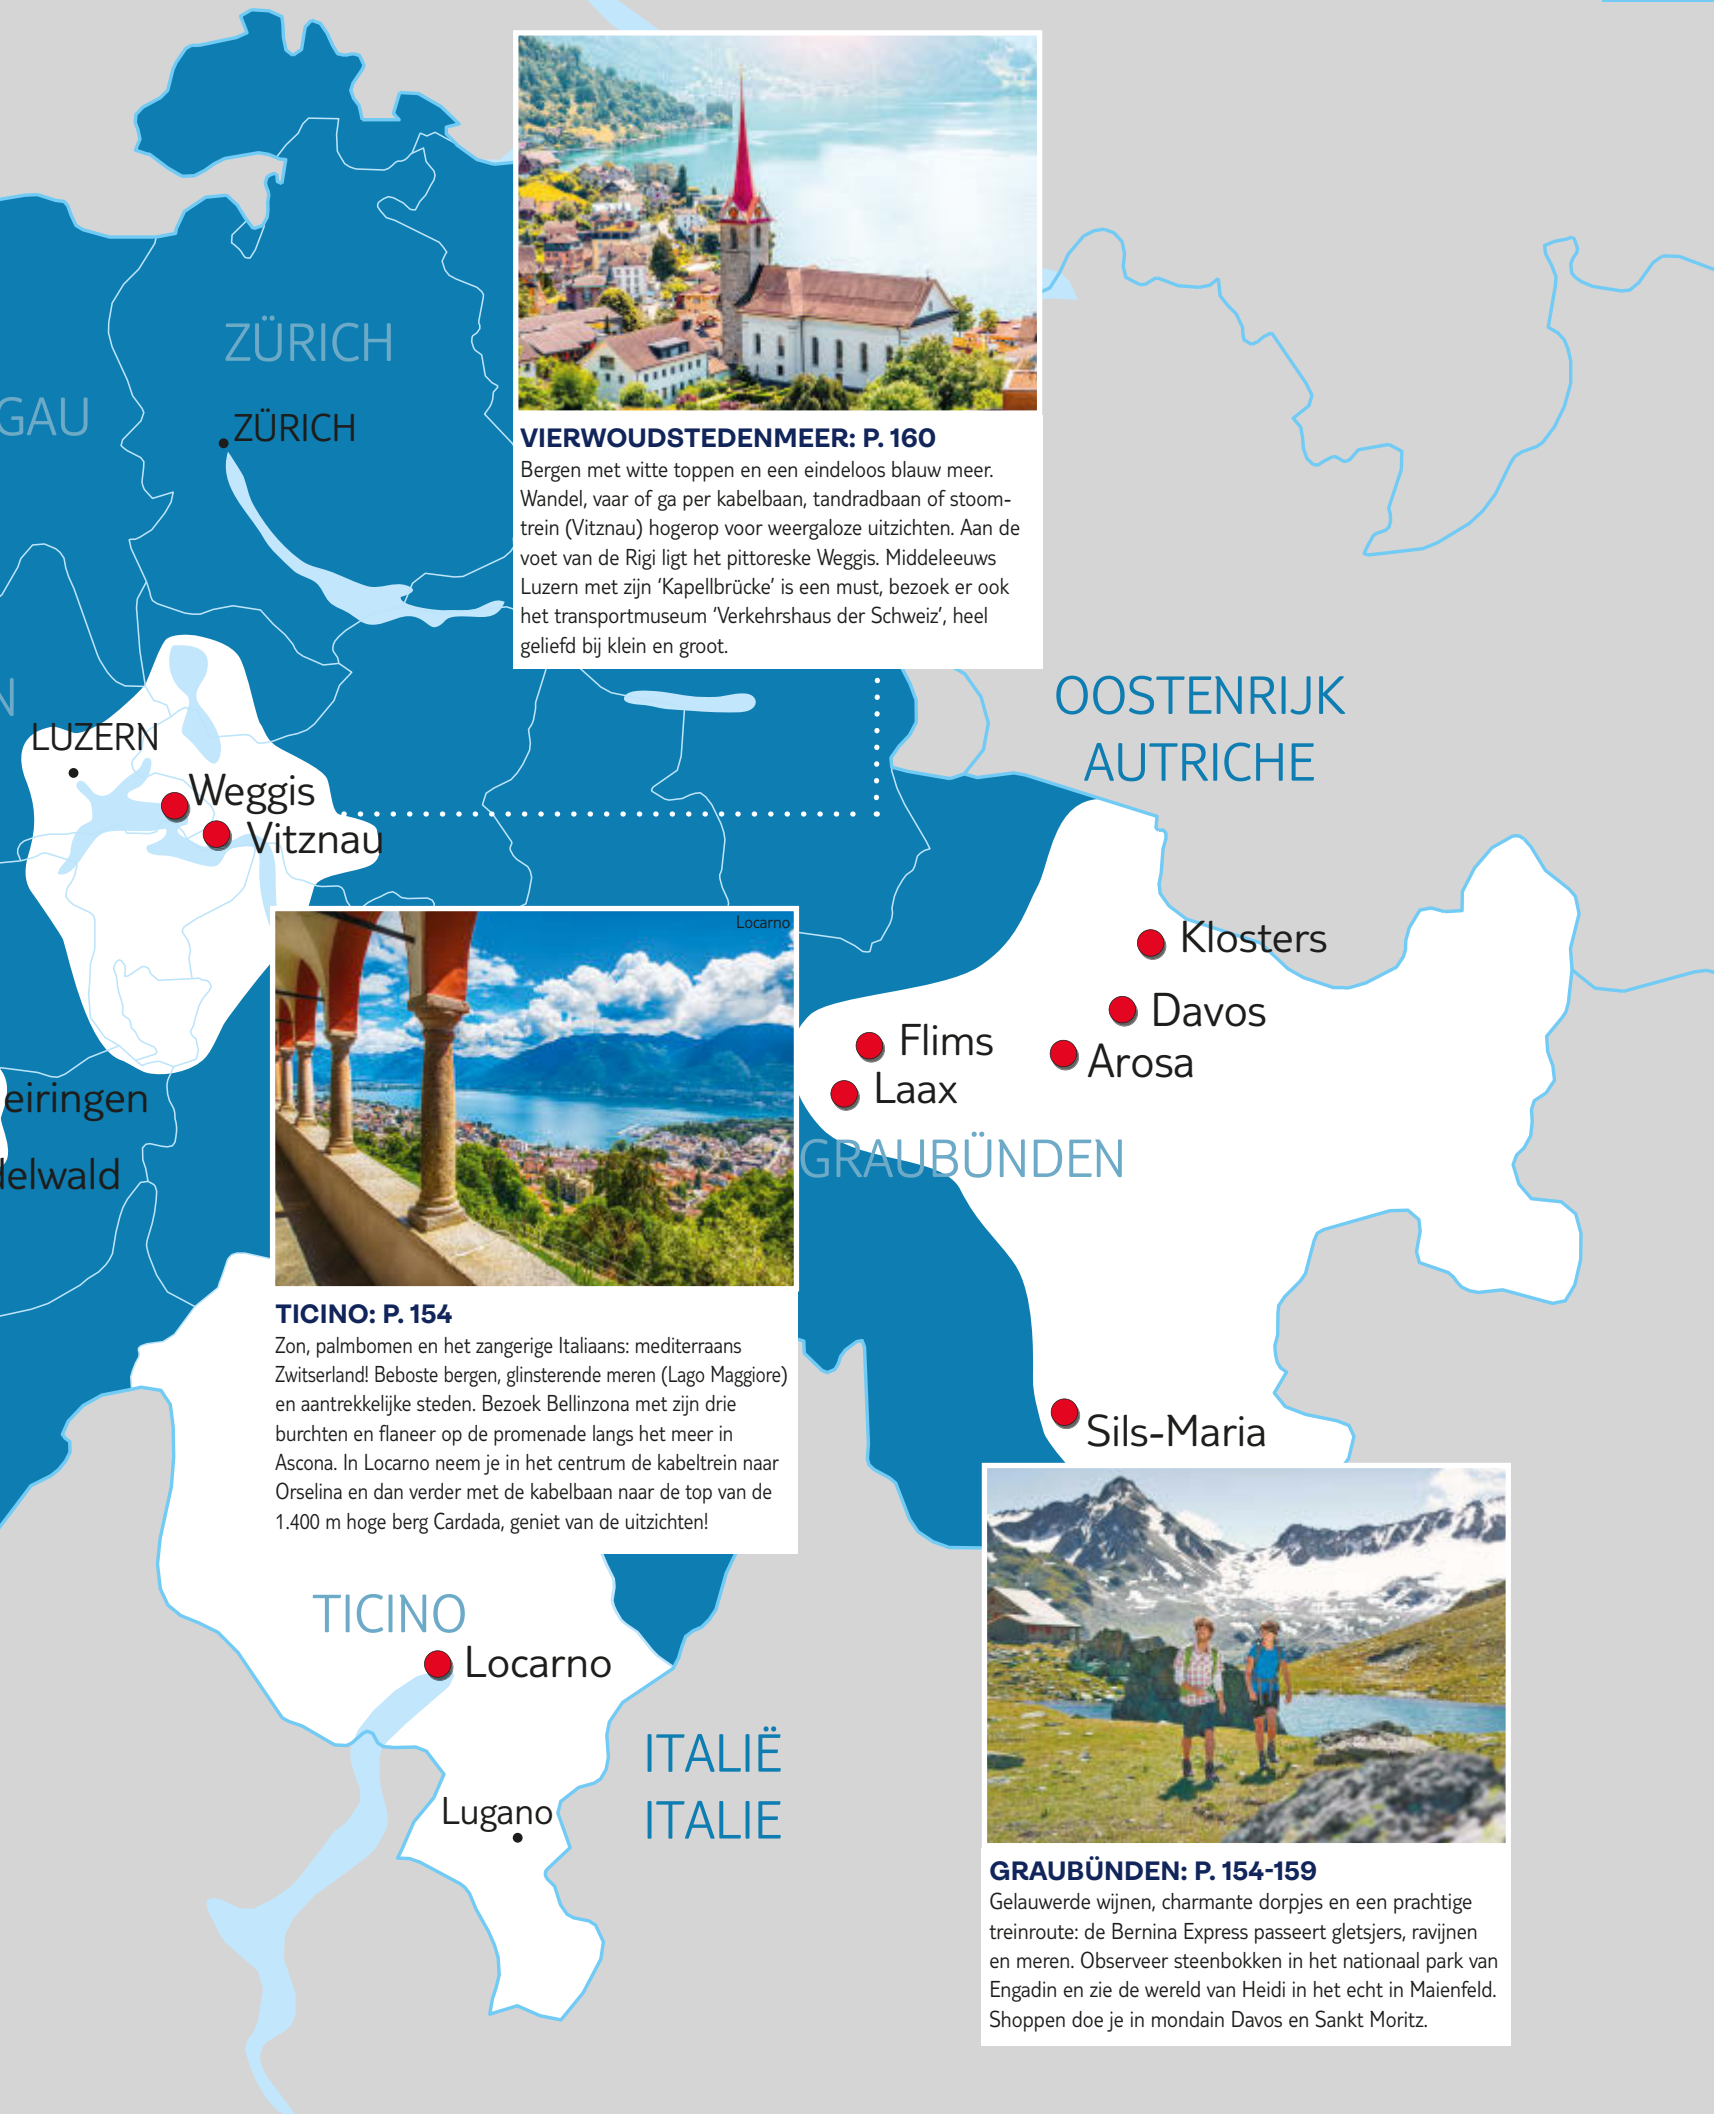 ZÜRICH
GAU
ZÜRICH
VIERWOUDSTEDENMEER: P. 160
Bergen met witte toppen en een eindeloos blauw meer.
Wandel, vaar of ga per kabelbaan, tandradbaan of stoom-
trein (Vitznau) hogerop voor weergaloze uitzichten. Aan de
voet van de Rigi ligt het pittoreske Weggis. Middeleeuws
Luzern met zijn ‘Kapellbrücke’ is een must, bezoek er ook
het transportmuseum ‘Verkehrshaus der Schweiz’, heel
geliefd bij klein en groot.
N
LUZERN
Weggis
Vitznau
OOSTENRIJK
AUTRICHE
Locarno
Klosters
Davos
Flims
Arosa
Laax
eiringen
GRAUBÜNDEN
delwald
TICINO: P. 154
Zon, palmbomen en het zangerige Italiaans: mediterraans
Zwitserland! Beboste bergen, glinsterende meren (Lago Maggiore)
en aantrekkelijke steden. Bezoek Bellinzona met zijn drie
burchten en flaneer op de promenade langs het meer in
Ascona. In Locarno neem je in het centrum de kabeltrein naar
Orselina en dan verder met de kabelbaan naar de top van de
1.400 m hoge berg Cardada, geniet van de uitzichten!
Sils-Maria
TICINO
Locarno
ITALIË
ITALIE
Lugano
GRAUBÜNDEN: P. 154-159
Gelauwerde wijnen, charmante dorpjes en een prachtige
treinroute: de Bernina Express passeert gletsjers, ravijnen
en meren. Observeer steenbokken in het nationaal park van
Engadin en zie de wereld van Heidi in het echt in Maienfeld.
Shoppen doe je in mondain Davos en Sankt Moritz.